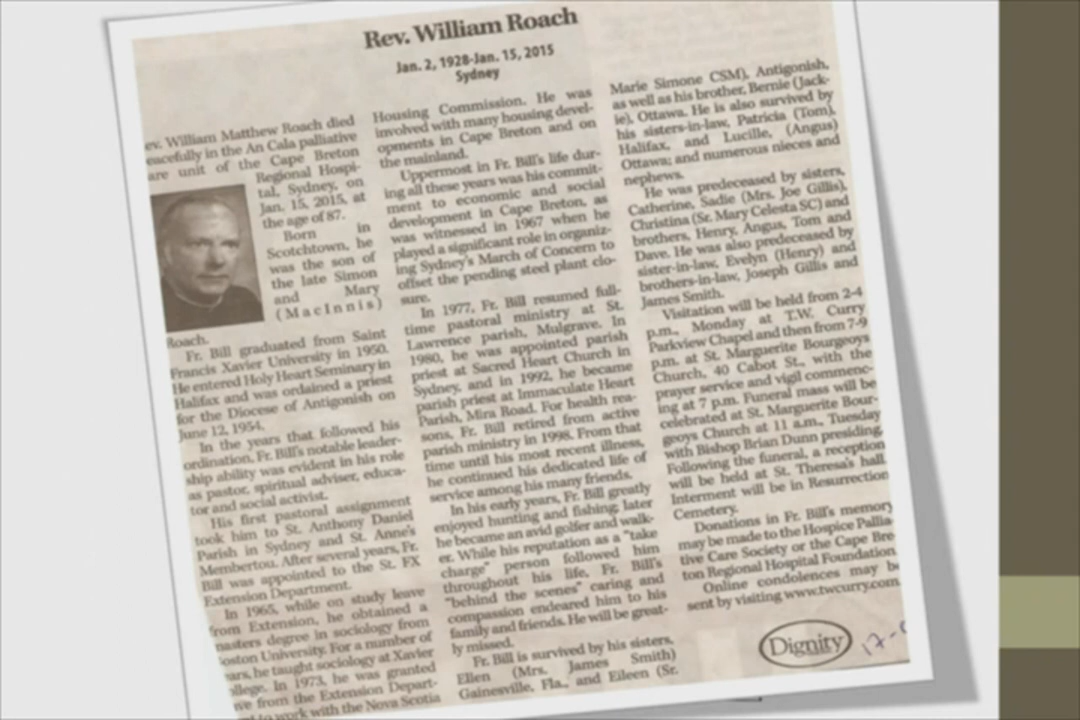 Rev. William Roach
Jan. 2, 1928-Jan. 15, 2015
Sydney
ev. William Matthew Roach died
eacefully in the An Cala palliative
are unit of the Cape Breton
Regional Hospi-
tal, Sydney, on
Jan. 15, 2015, at
the age of 87.
Born in
Scotchtown, he
was the son of
the late Simon
and Mary
(MacInnis)
Roach.
Fr. Bill graduated from Saint
Francis Xavier University in 1950.
He entered Holy Heart Seminary in
Halifax and was ordained a priest
for the Diocese of Antigonish on
June 12, 1954.
In the years that followed his
ordination, Fr. Bill's notable leader-
ship ability was evident in his role
as pastor, spiritual adviser, educa-
tor and social activist.
His first pastoral assignment
took him to St. Anthony Daniel
Parish in Sydney and St. Anne's
Membertou. After several years, Fr.
Bill was appointed to the St. FX
Extension Department.
In 1965, while on study leave
from Extension, he obtained a
masters degree in sociology from
oston University. For a number of
ars, he taught sociology at Xavier
llege. In 1973, he was granted
ve from the Extension Depart-
t to work with the Nova Scotia
Housing Commission. He was
involved with many housing devel-
opments in Cape Breton and on
the mainland.
Uppermost in Fr. Bill's life dur-
ing all these years was his commit-
ment to economic and social
development in Cape Breton, as
was witnessed in 1967 when he
played a significant role in organiz-
ing Sydney's March of Concern to
offset the pending steel plant clo-
sure.
In 1977, Fr. Bill resumed full-
time pastoral ministry at St.
Lawrence parish, Mulgrave. In
1980, he was appointed parish
priest at Sacred Heart Church in
Sydney, and in 1992, he became
parish priest at Immaculate Heart
Parish, Mira Road. For health rea-
sons, Fr. Bill retired from active
parish ministry in 1998. From that
time until his most recent illness,
he continued his dedicated life of
service among his many friends.
In his early years, Fr. Bill greatly
enjoyed hunting and fishing; later
he became an avid golfer and walk-
er. While his reputation as a "take
charge" person followed him
throughout his life, Fr. Bill's
"behind the scenes" caring and
compassion endeared him to his
family and friends. He will be great-
ly missed.
Fr. Bill is survived by his sisters,
Ellen (Mrs. James Smith)
Gainesville, Fla., and Eileen (Sr.
Marie Simone CSM), Antigonish,
as well as his brother, Bernie (Jack-
ie), Ottawa. He is also survived by
his sisters-in-law, Patricia (Tom),
Halifax, and Lucille, (Angus)
Ottawa; and numerous nieces and
nephews.
He was predeceased by sisters,
Catherine, Sadie (Mrs. Joe Gillis),
Christina (Sr. Mary Celesta SC) and
brothers, Henry, Angus, Tom and
Dave. He was also predeceased by
sister-in-law, Evelyn (Henry) and
brothers-in-law, Joseph Gillis and
James Smith.
Visitation will be held from 2-4
p.m., Monday at T.W. Curry
Parkview Chapel and then from 7-9
p.m. at St. Marguerite Bourgeoys
Church, 40 Cabot St., with the
prayer service and vigil commenc-
ing at 7 p.m. Funeral mass will be
celebrated at St. Marguerite Bour-
geoys Church at 11 a.m., Tuesday
with Bishop Brian Dunn presiding.
Following the funeral, a reception
will be held at St. Theresa's hall.
Interment will be in Resurrection
Cemetery.
Donations in Fr. Bill's memory
may be made to the Hospice Pallia-
tive Care Society or the Cape Bre
ton Regional Hospital Foundation
Online condolences may b
sent by visiting www.twcurry.com
Dignity